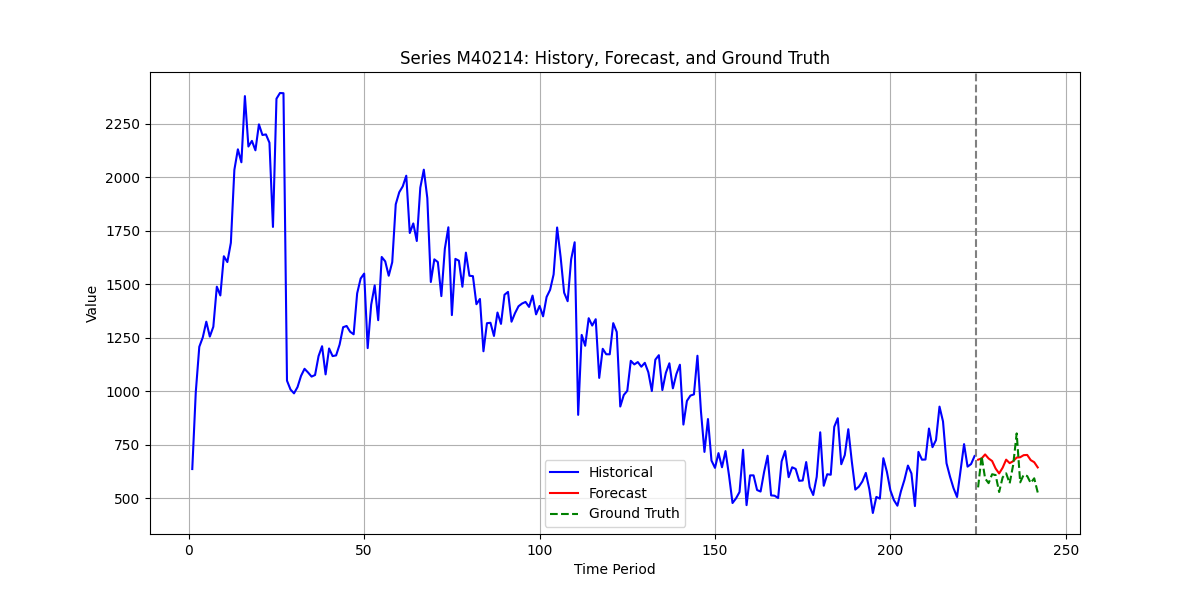 Series M40214: History, Forecast, and Ground Truth
Value
2250
2000
1750
1500
1250
1000
750
500
Historical
Forecast
Ground Truth
0 50 100 150 200 250
Time Period